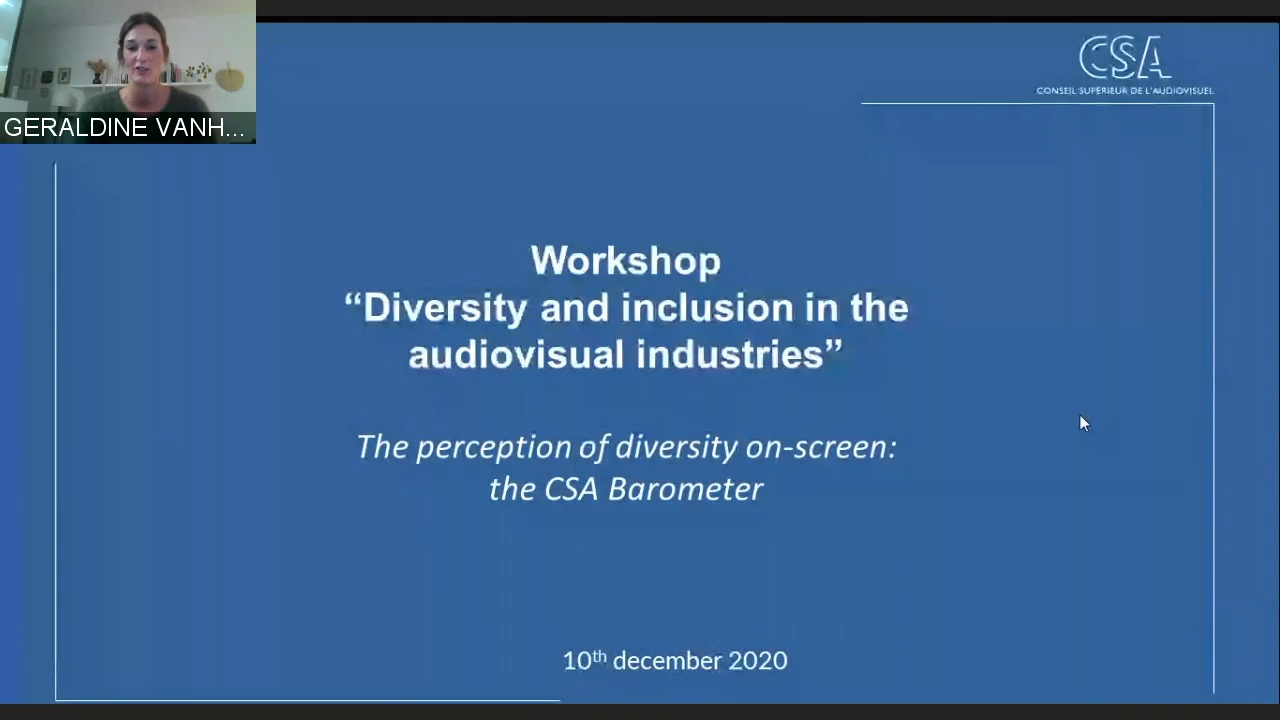 GERALDINE VANH...
CSA
CONSEIL SUPERIEUR DE L'AUDIOVISUEL
Workshop
“Diversity and inclusion in the
audiovisual industries”
The perception of diversity on-screen:
the CSA Barometer
10th december 2020